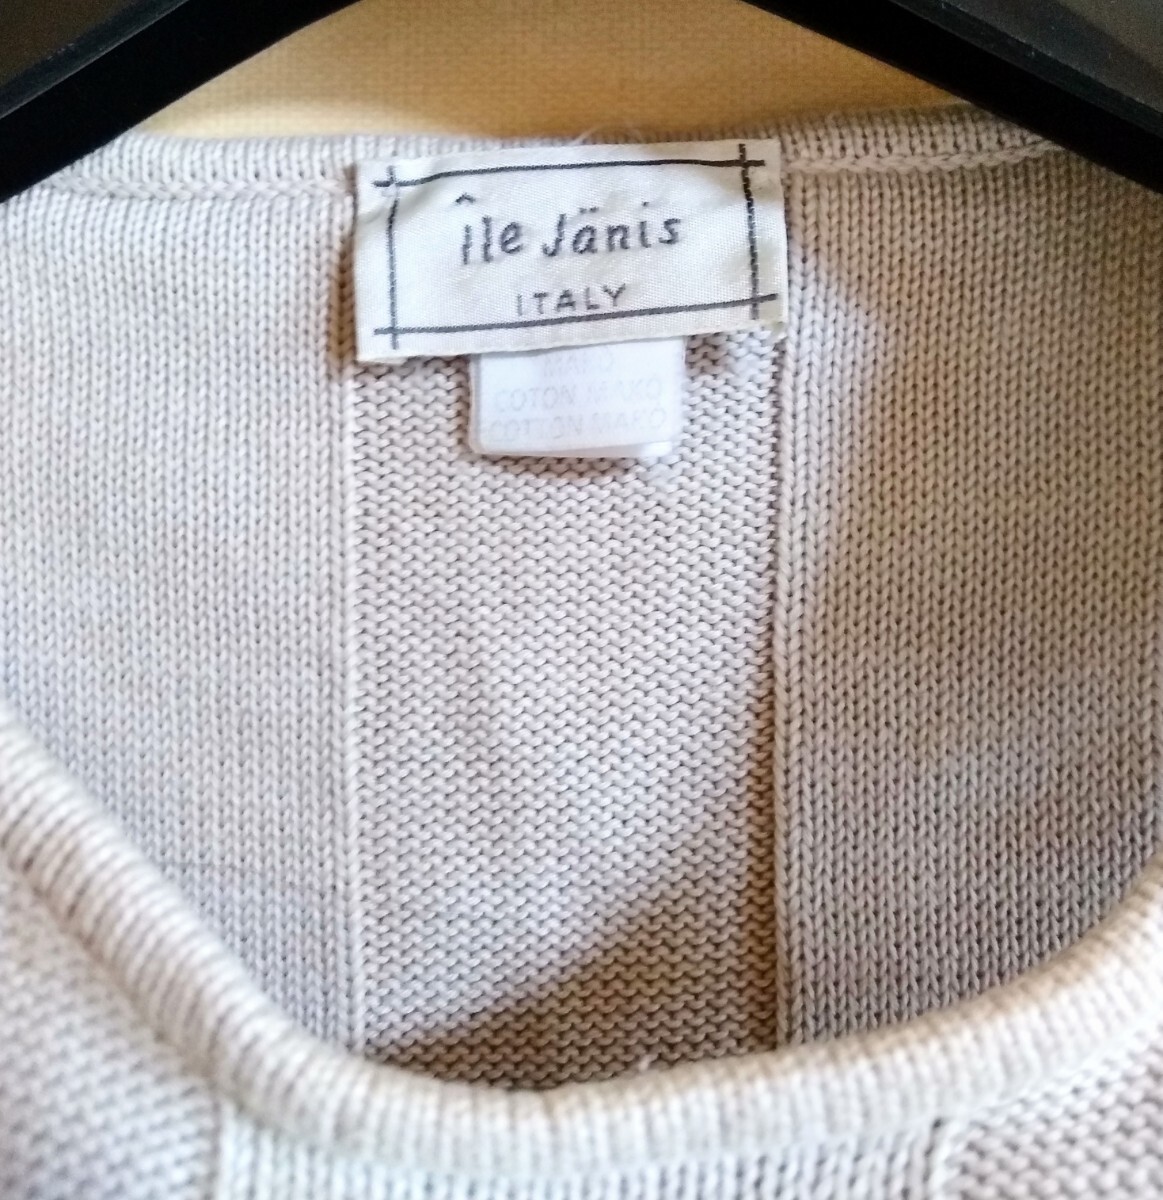 île Jänis
ITALY
MAKO
COTON MAKO
COTTON MAKO